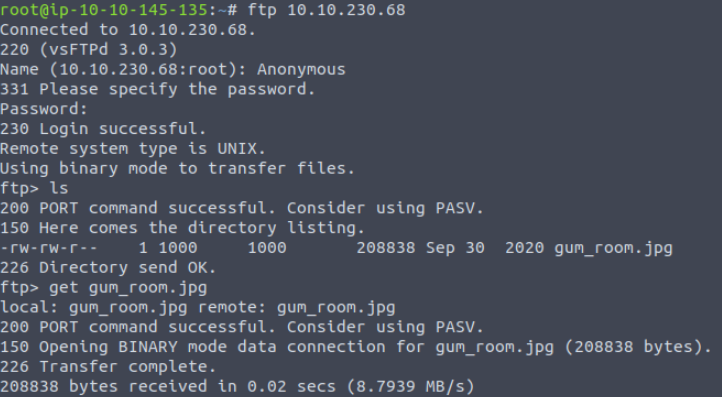 root@ip-10-10-145-135:~# ftp 10.10.230.68
Connected to 10.10.230.68.
220 (vsFTPd 3.0.3)
Name (10.10.230.68:root): Anonymous
331 Please specify the password.
Password:
230 Login successful.
Remote system type is UNIX.
Using binary mode to transfer files.
ftp> ls
200 PORT command successful. Consider using PASV.
150 Here comes the directory listing.
-rw-rw-r--    1 1000     1000       208838 Sep 30  2020 gum_room.jpg
226 Directory send OK.
ftp> get gum_room.jpg
local: gum_room.jpg remote: gum_room.jpg
200 PORT command successful. Consider using PASV.
150 Opening BINARY mode data connection for gum_room.jpg (208838 bytes).
226 Transfer complete.
208838 bytes received in 0.02 secs (8.7939 MB/s)